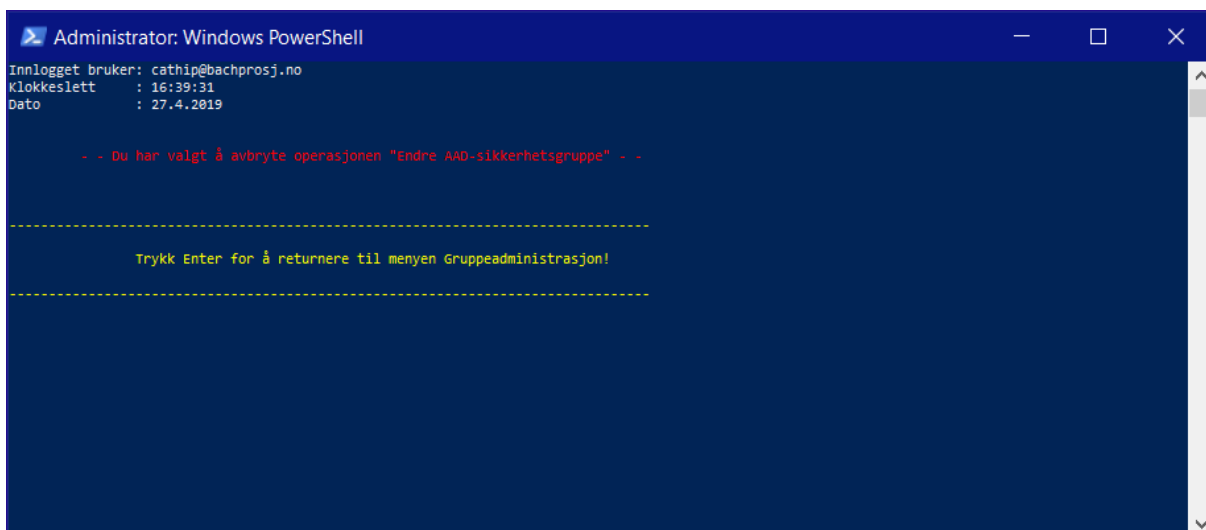 Administrator: Windows PowerShell
Innlogget bruker: cathip@bachprosj.no
Klokkeslett     : 16:39:31
Dato            : 27.4.2019
- - Du har valgt å avbryte operasjonen "Endre AAD-sikkerhetsgruppe" - -
---------------------------------------------------------------------------------
Trykk Enter for å returnere til menyen Gruppeadministrasjon!
---------------------------------------------------------------------------------